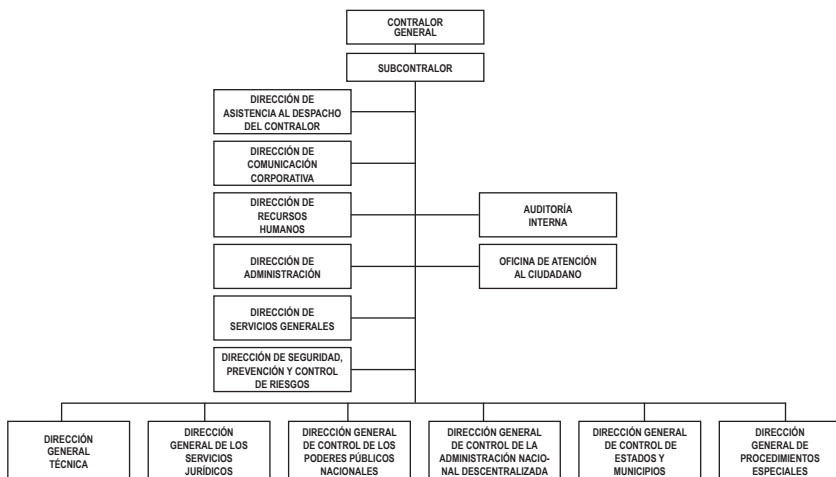 CONTRALOR
GENERAL
SUBCONTRALOR
DIRECCIÓN DE
ASISTENCIA AL DESPACHO
DEL CONTRALOR
DIRECCIÓN DE
COMUNICACIÓN
CORPORATIVA
DIRECCIÓN DE
RECURSOS
HUMANOS
AUDITORÍA
INTERNA
DIRECCIÓN DE
ADMINISTRACIÓN
OFICINA DE ATENCIÓN
AL CIUDADANO
DIRECCIÓN DE
SERVICIOS GENERALES
DIRECCIÓN DE SEGURIDAD,
PREVENCIÓN Y CONTROL
DE RIESGOS
DIRECCIÓN
GENERAL
TÉCNICA
DIRECCIÓN
GENERAL DE LOS
SERVICIOS
JURÍDICOS
DIRECCIÓN GENERAL
DE CONTROL DE LOS
PODERES PÚBLICOS
NACIONALES
DIRECCIÓN GENERAL
DE CONTROL DE LA
ADMINISTRACIÓN NACIO-
NAL DESCENTRALIZADA
DIRECCIÓN GENERAL
DE CONTROL DE
ESTADOS Y
MUNICIPIOS
DIRECCIÓN
GENERAL DE
PROCEDIMIENTOS
ESPECIALES